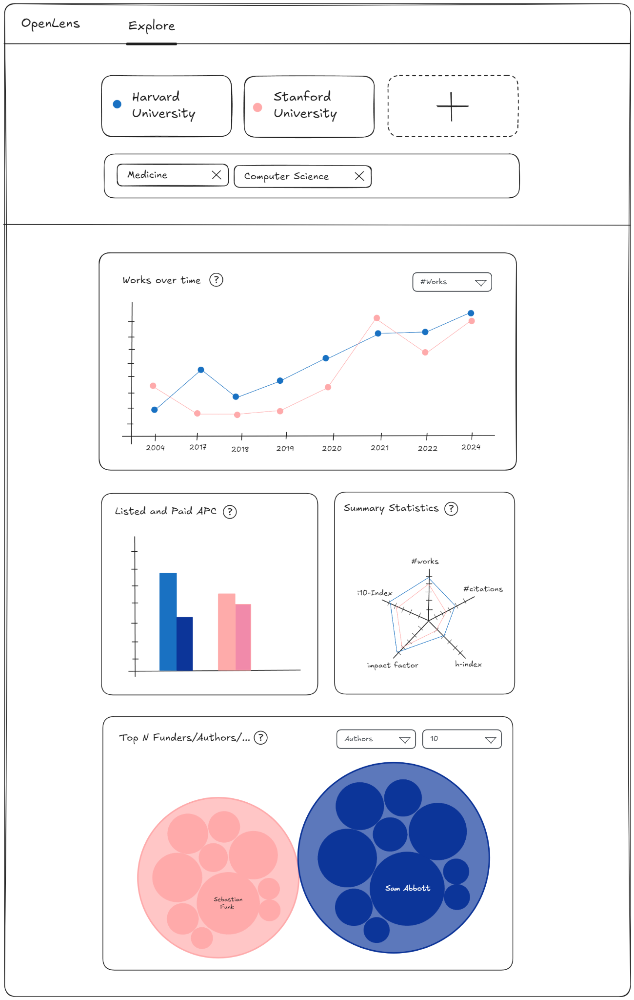 OpenLens
Explore
Harvard
University
Stanford
University
Medicine
Computer Science
Works over time ?
#Works
2004 2017 2018 2019 2020 2021 2022 2024
Listed and Paid APC ?
Summary Statistics ?
#works
i10-Index
#citations
impact factor
h-index
Top N Funders/Authors/... ?
Authors
10
Sebastian
Funk
Sam Abbott